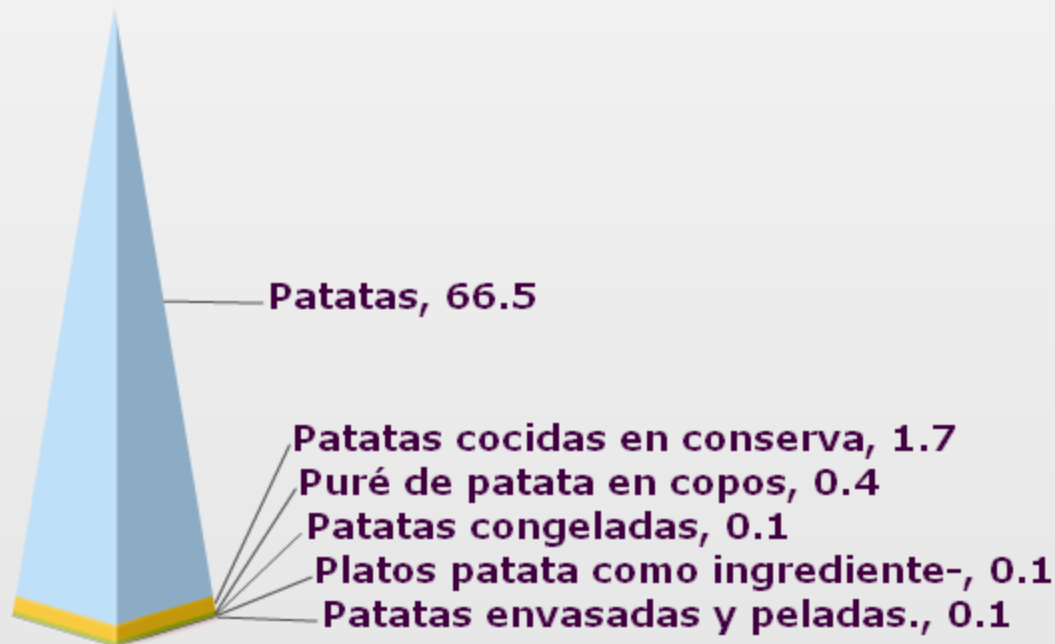 Patatas, 66.5
Patatas cocidas en conserva, 1.7
Puré de patata en copos, 0.4
Patatas congeladas, 0.1
Platos patata como ingrediente-, 0.1
Patatas envasadas y peladas., 0.1